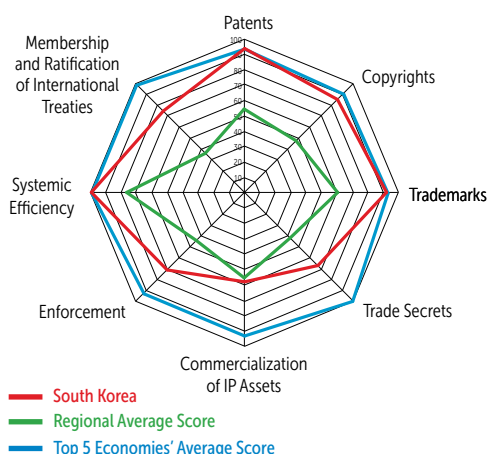 Patents
Membership
and Ratification
of International
Treaties
Copyrights
100
90
80
70
60
50
40
30
20
10
Systemic
Efficiency
Trademarks
Enforcement
Trade Secrets
Commercialization
of IP Assets
South Korea
Regional Average Score
Top 5 Economies' Average Score